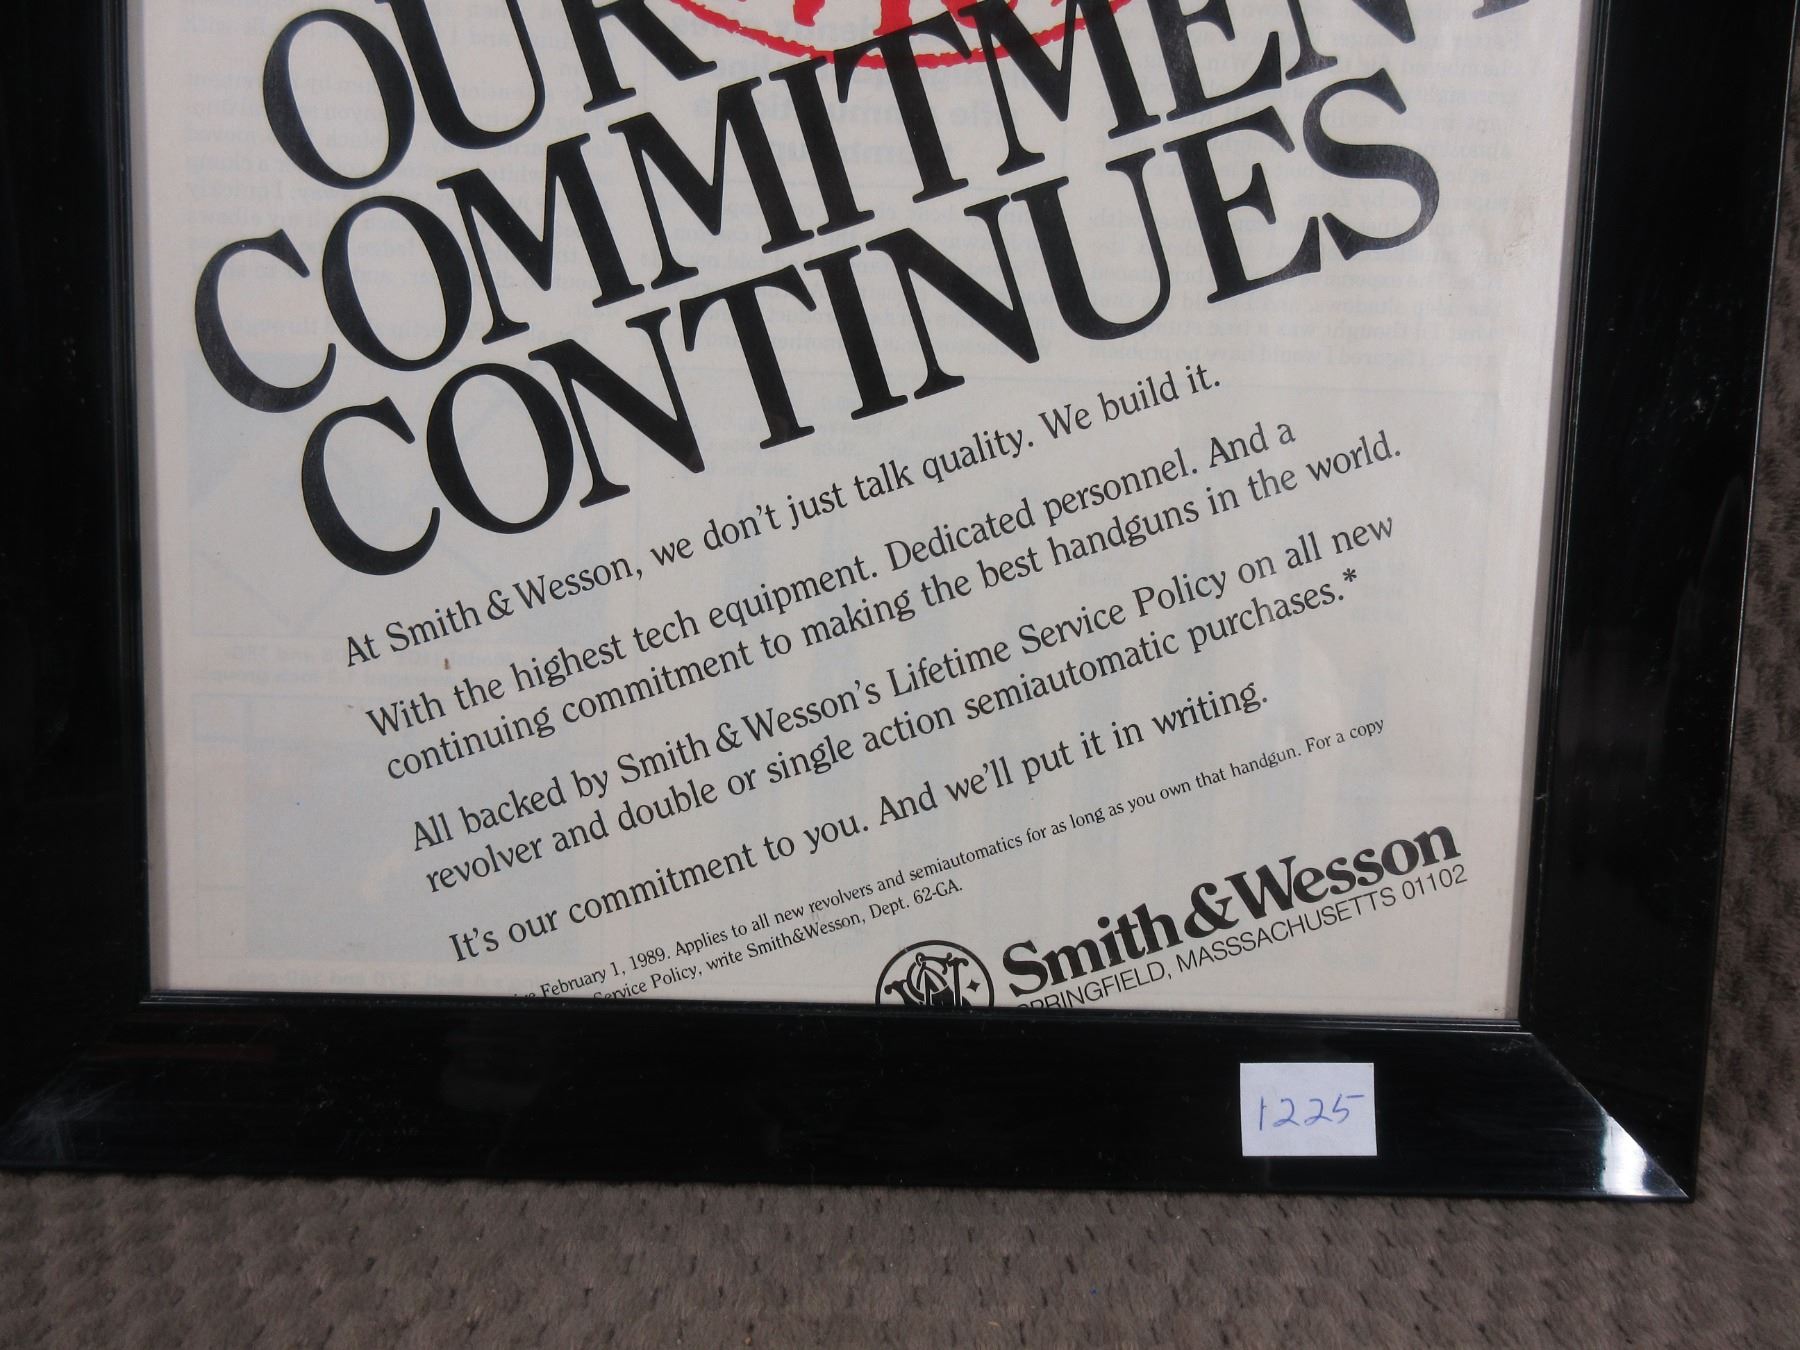 OUR
COMMITMENT
CONTINUES
At Smith & Wesson, we don't just talk quality. We build it.
With the highest tech equipment. Dedicated personnel. And a
continuing commitment to making the best handguns in the world.
All backed by Smith & Wesson's Lifetime Service Policy on all new
revolver and double or single action semiautomatic purchases.*
It's our commitment to you. And we'll put it in writing.
February 1, 1989. Applies to all new revolvers and semiautomatics for as long as you own that handgun. For a copy
Service Policy, write Smith&Wesson, Dept. 62-GA.
Smith & Wesson
SPRINGFIELD, MASSSACHUSETTS 01102
1225